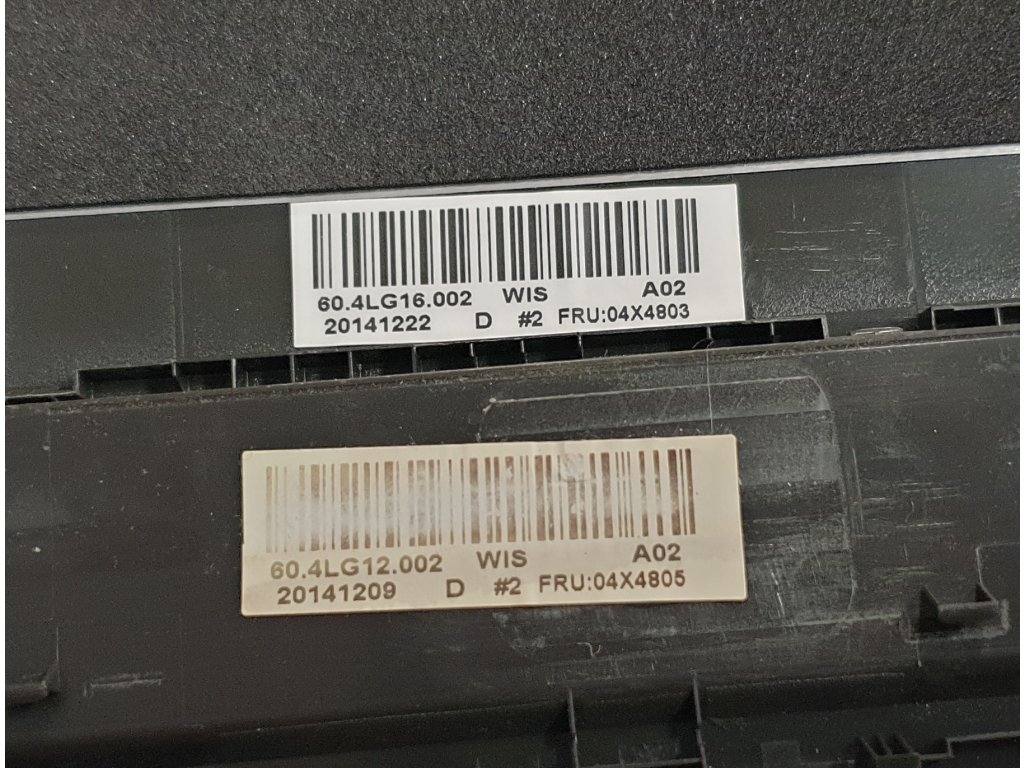 60.4LG16.002 WIS A02
20141222 D #2 FRU:04X4803
60.4LG12.002 WIS A02
20141209 D #2 FRU:04X4805